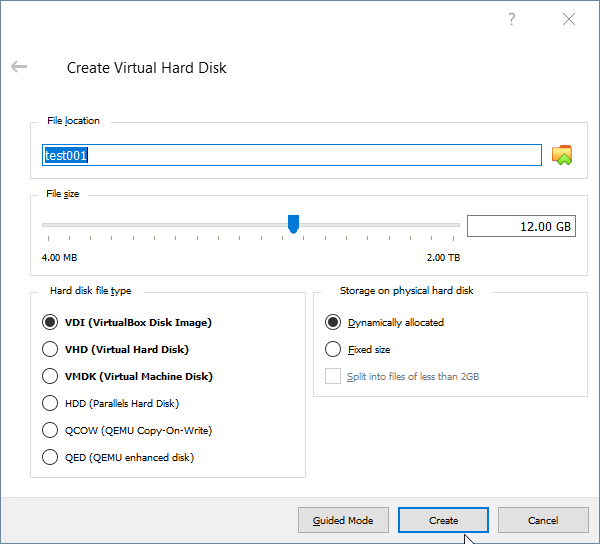 ?
Create Virtual Hard Disk
File location
test001
File size
12.00 GB
4.00 MB
2.00 TB
Hard disk file type
VDI (VirtualBox Disk Image)
VHD (Virtual Hard Disk)
VMDK (Virtual Machine Disk)
HDD (Parallels Hard Disk)
QCOW (QEMU Copy-On-Write)
QED (QEMU enhanced disk)
Storage on physical hard disk
Dynamically allocated
Fixed size
Split into files of less than 2GB
Guided Mode
Create
Cancel